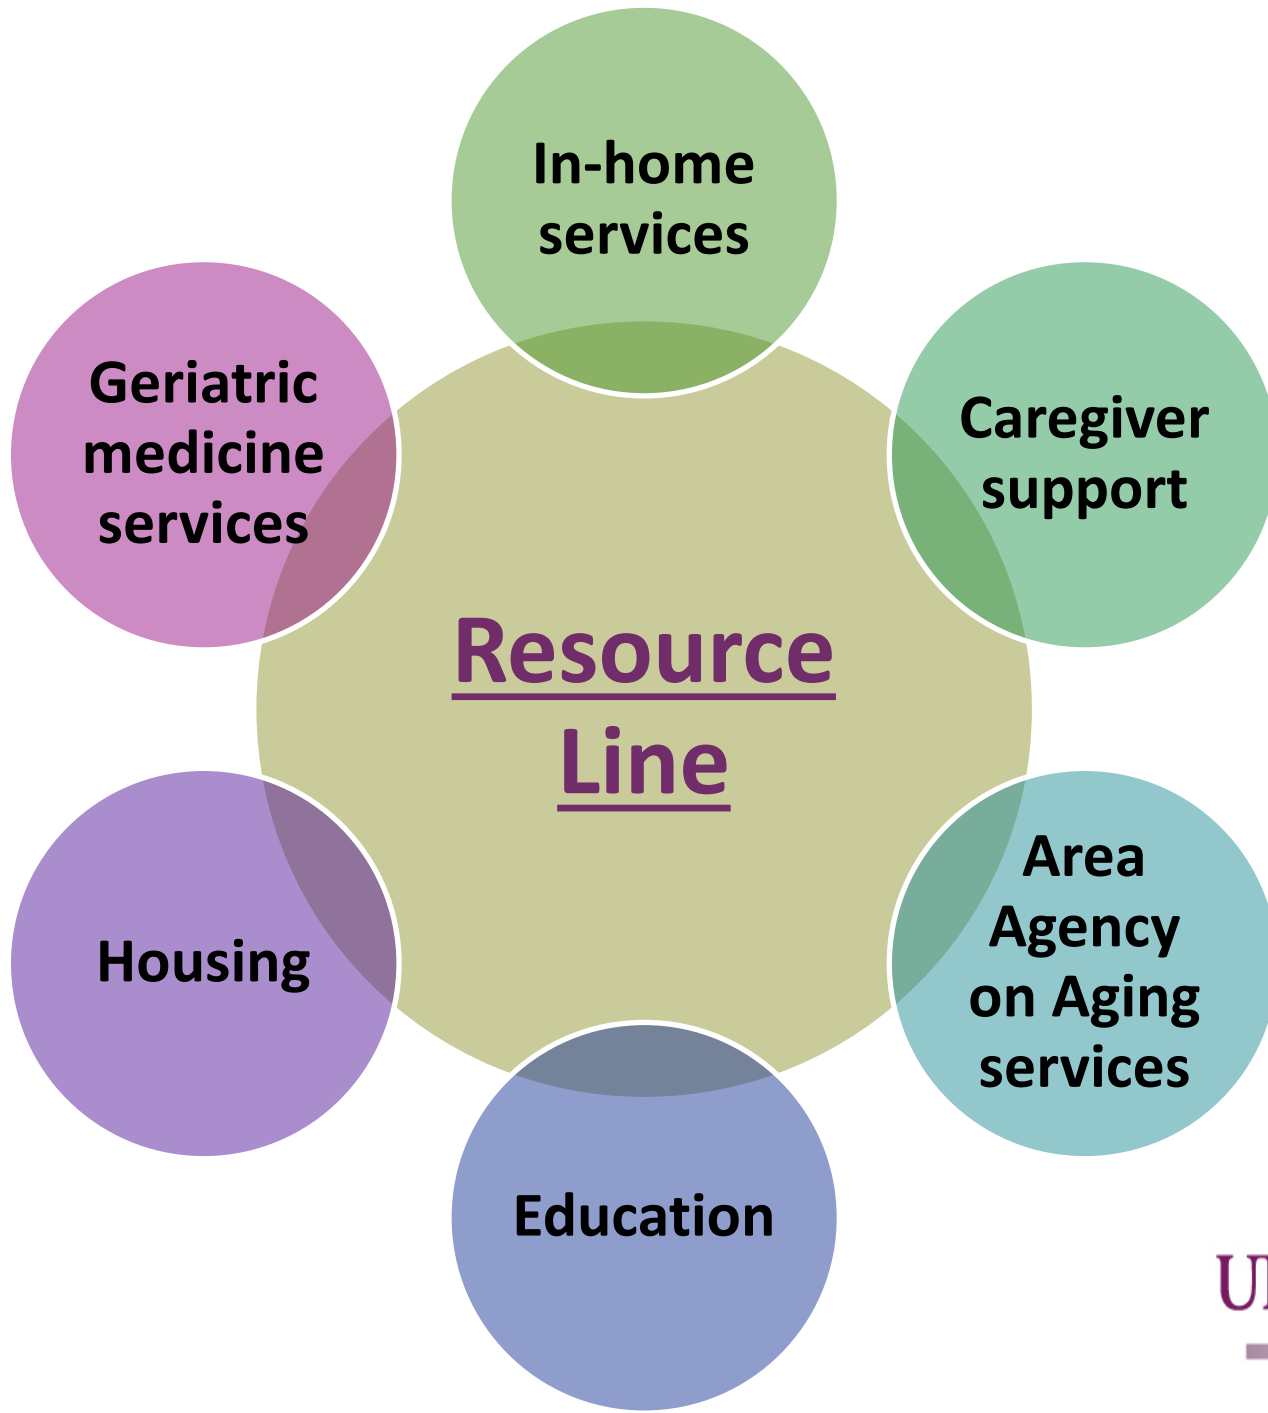 In-home
services
Geriatric
medicine
services
Caregiver
support
Resource
Line
Housing
Area
Agency
on Aging
services
Education